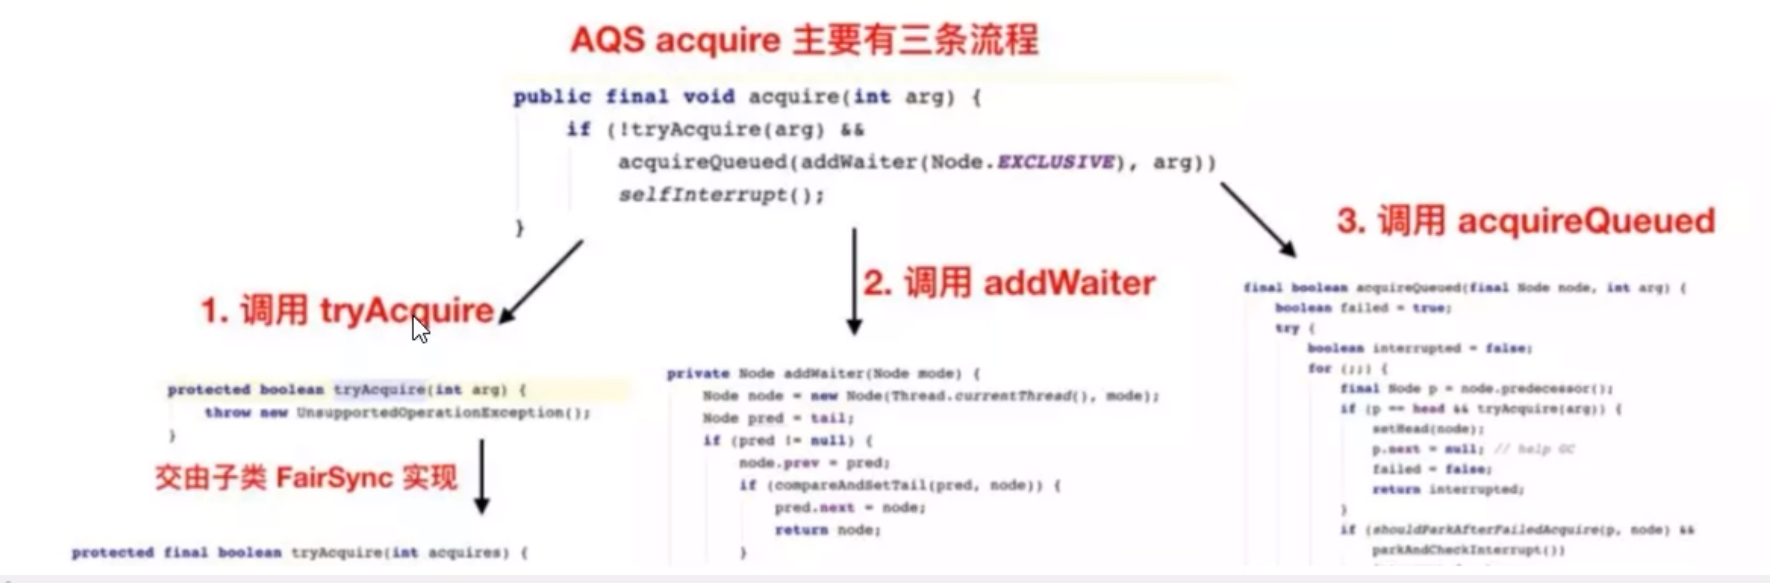 AQS acquire 主要有三条流程
public final void acquire(int arg) {
if (!tryAcquire(arg) &&
acquireQueued(addWaiter(Node.EXCLUSIVE), arg))
selfInterrupt();
}
1. 调用 tryAcquire
protected boolean tryAcquire(int arg) {
throw new UnsupportedOperationException();
}
交由子类 FairSync 实现
protected final boolean tryAcquire(int acquires) {
2. 调用 addWaiter
private Node addWaiter(Node mode) {
Node node = new Node(Thread.currentThread(), mode);
Node pred = tail;
if (pred != null) {
node.prev = pred;
if (compareAndSetTail(pred, node)) {
pred.next = node;
return node;
}
3. 调用 acquireQueued
final boolean acquireQueued(final Node node, int arg) {
boolean failed = true;
try {
boolean interrupted = false;
for (;;) {
final Node p = node.predecessor();
if (p == head && tryAcquire(arg)) {
setHead(node);
p.next = null; // help GC
failed = false;
return interrupted;
}
if (shouldParkAfterFailedAcquire(p, node) &&
parkAndCheckInterrupt())